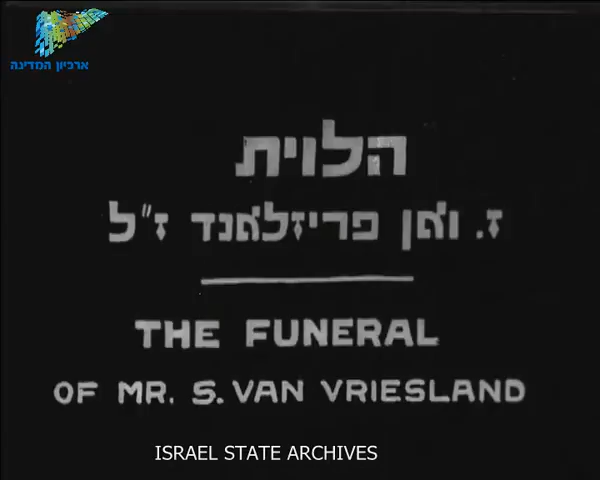 ארכיון המדינה
הלוית
ז. ואן פריזלאנד ז"ל
THE FUNERAL
OF MR. S. VAN VRIESLAND
ISRAEL STATE ARCHIVES